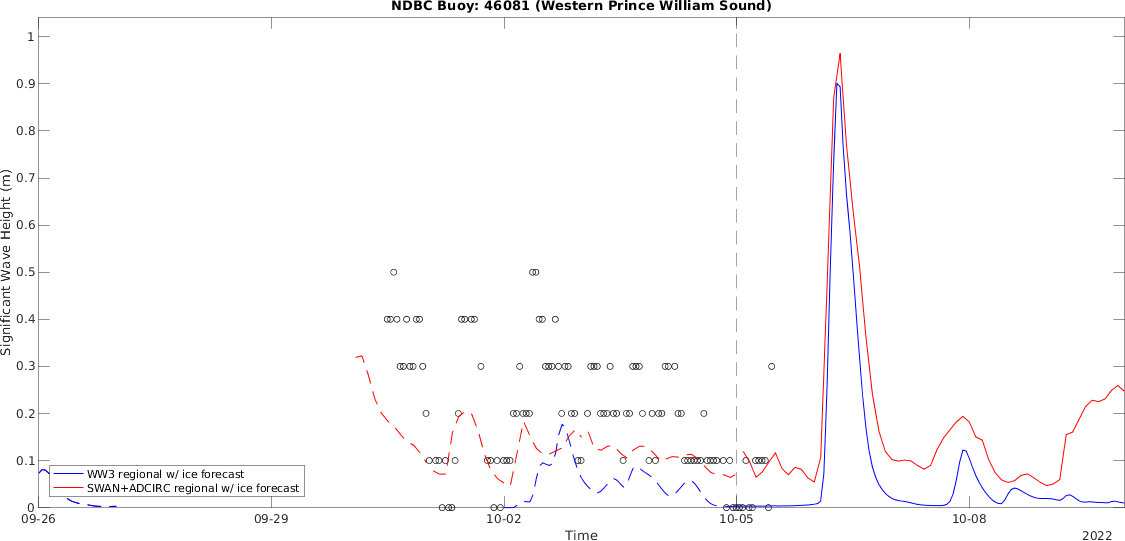 NDBC Buoy: 46081 (Western Prince William Sound)
1
0.9
0.8
0.7
0.6
0.5
0.4
0.3
0.2
0.1
0
Significant Wave Height (m)
WW3 regional w/ ice forecast
SWAN+ADCIRC regional w/ ice forecast
09-26 09-29 10-02 10-05 10-08
Time
2022